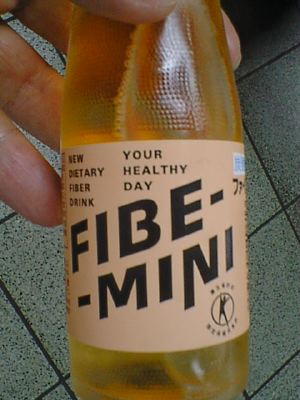 NEW
DIETARY
FIBER
DRINK
YOUR
HEALTHY
DAY
ファ
FIBE-
-MINI